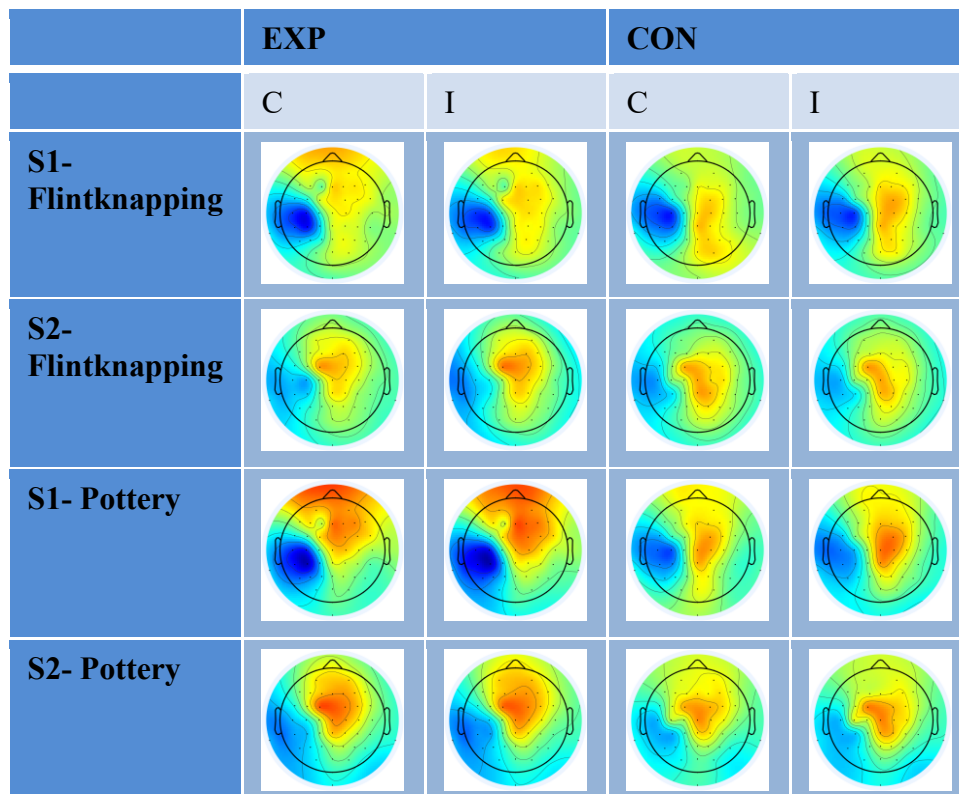 EXP CON
C I C I
S1-
Flintknapping
S2-
Flintknapping
S1- Pottery
S2- Pottery